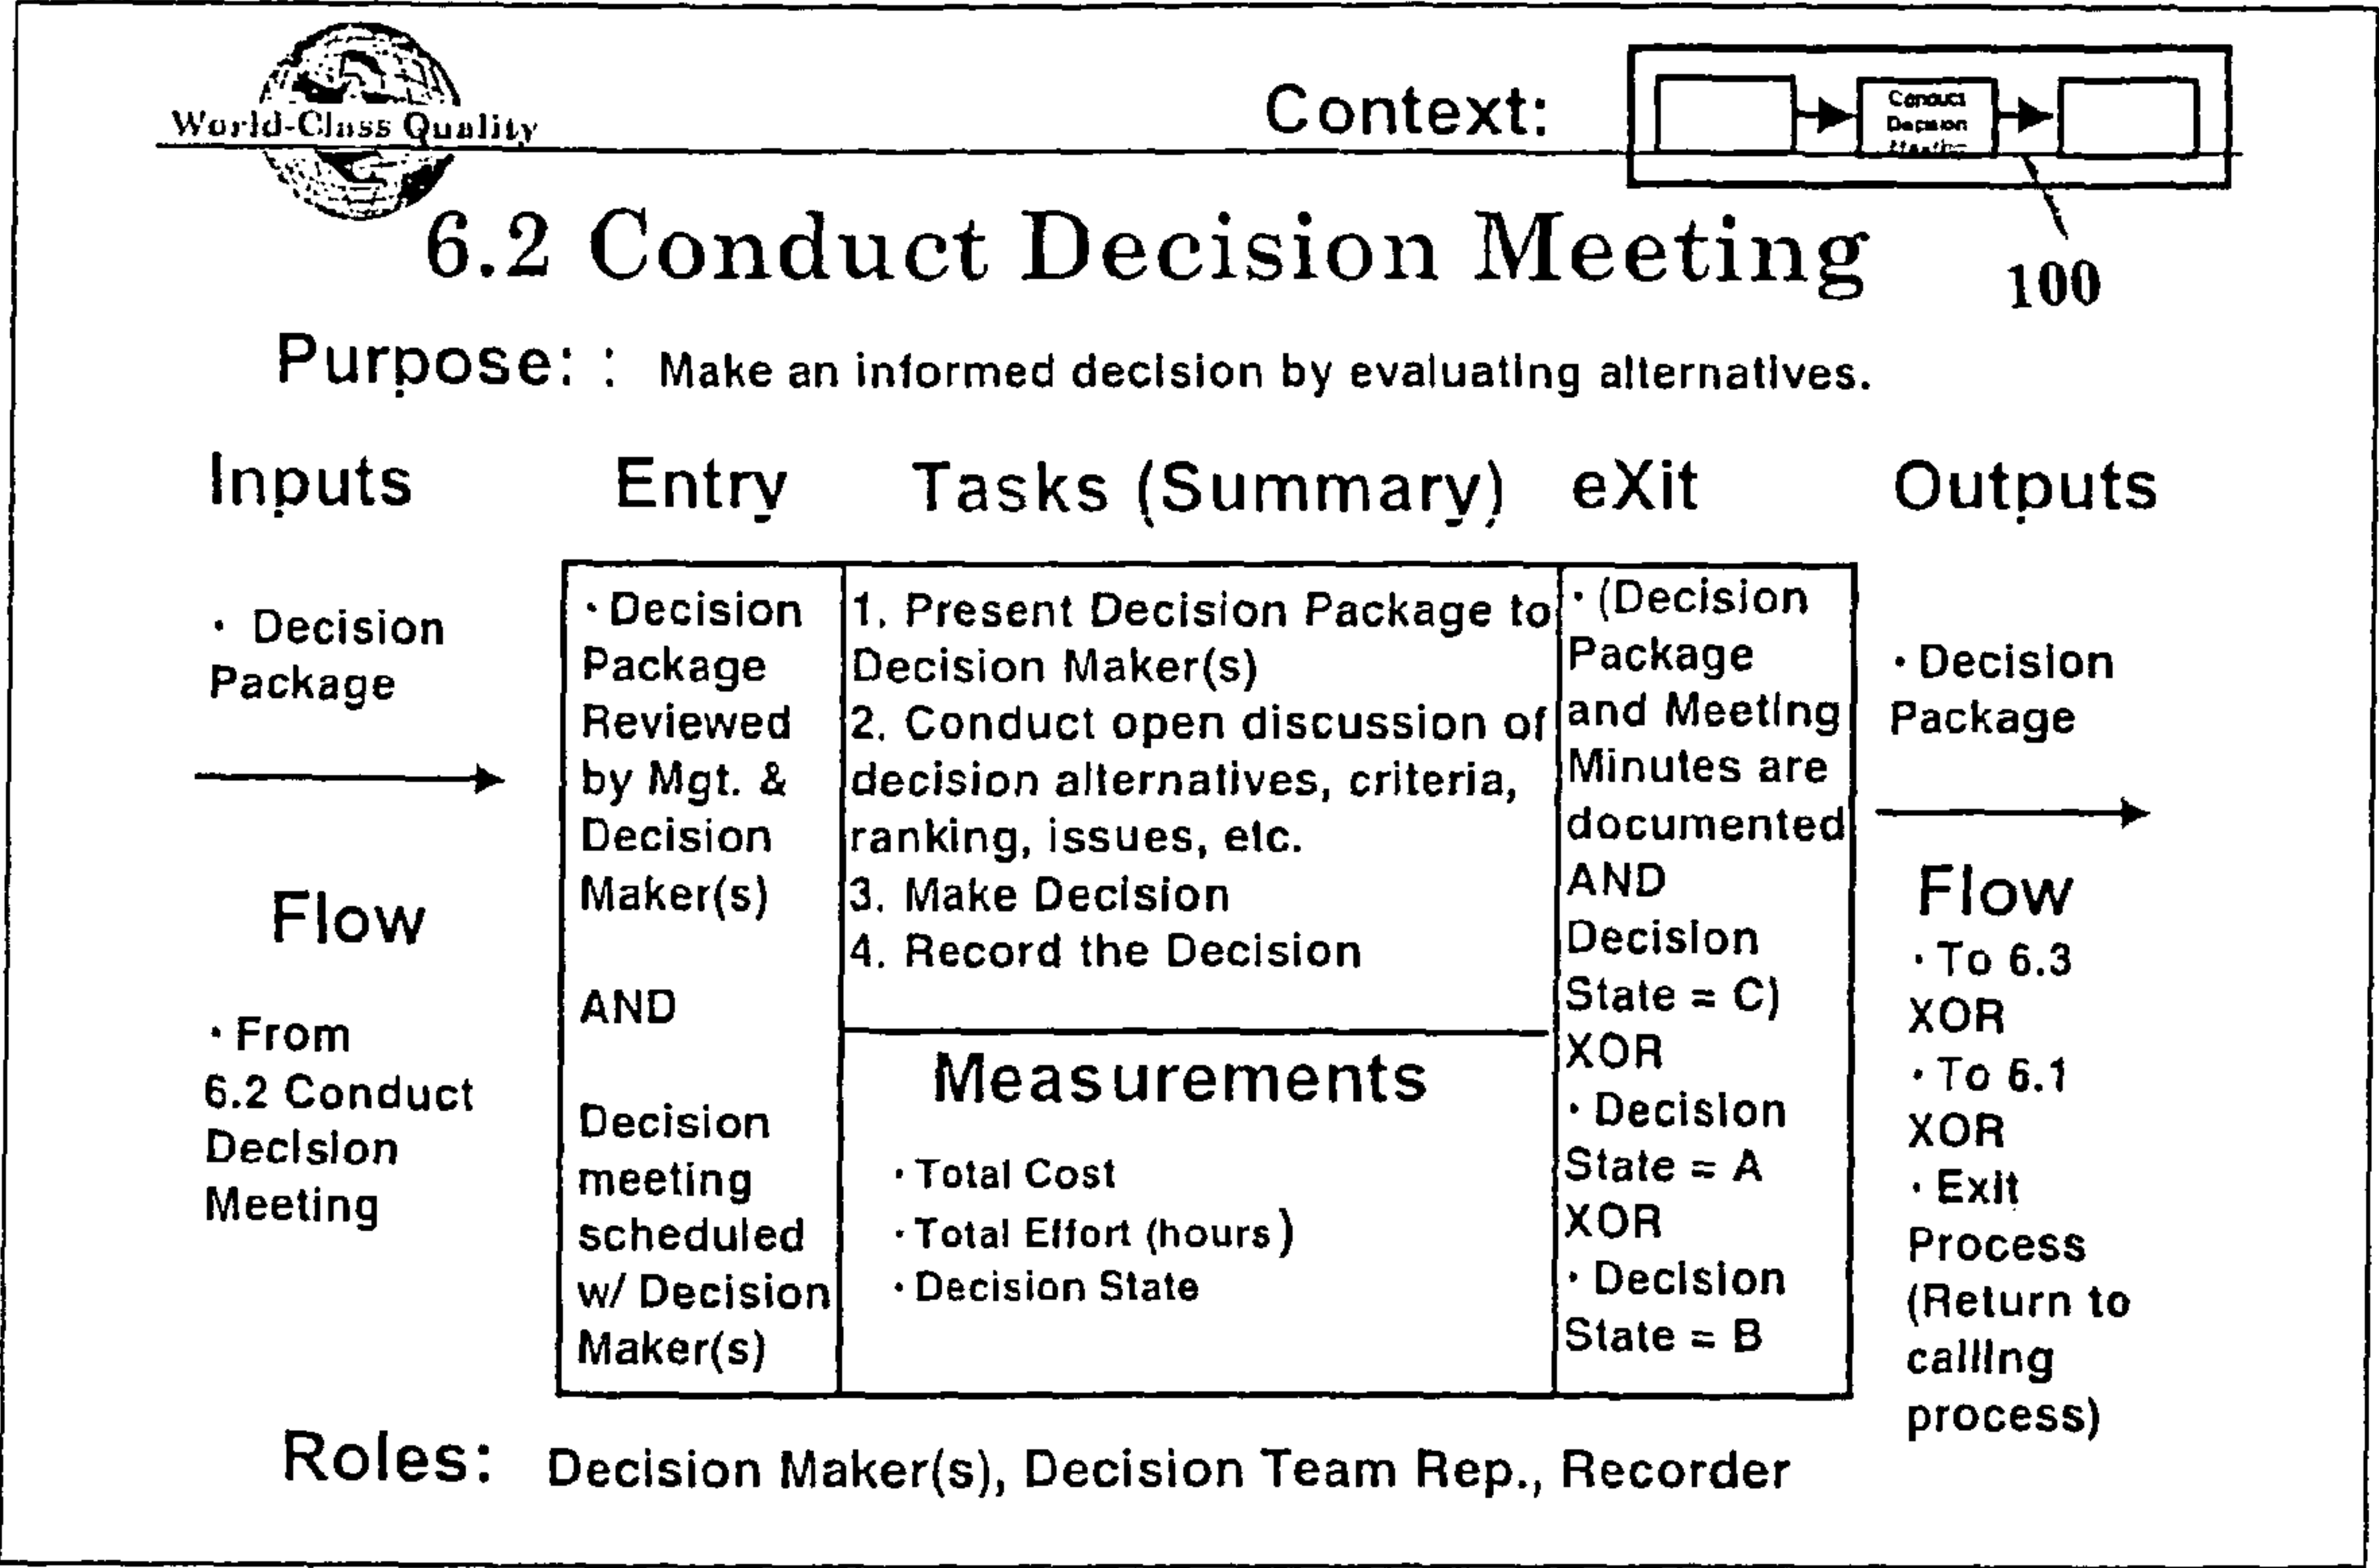 World-Class Quality
Context:
Conduct
Decision
6.2 Conduct Decision Meeting
100
Purpose: : Make an informed decision by evaluating alternatives.
Inputs
Entry
Tasks (Summary)
eXit
Outputs
· Decision
Package
Flow
· From
6.2 Conduct
Decision
Meeting
· Decision
Package
Reviewed
by Mgt. &
Decision
Maker(s)
AND
Decision
meeting
scheduled
w/ Decision
Maker(s)
1. Present Decision Package to
Decision Maker(s)
2. Conduct open discussion of
decision alternatives, criteria,
ranking, issues, etc.
3. Make Decision
4. Record the Decision
Measurements
· Total Cost
· Total Effort (hours)
· Decision State
· (Decision
Package
and Meeting
Minutes are
documented
AND
Decision
State = C)
XOR
· Decision
State = A
XOR
· Decision
State = B
· Decision
Package
Flow
· To 6.3
XOR
· To 6.1
XOR
· Exit
Process
(Return to
calling
process)
Roles: Decision Maker(s), Decision Team Rep., Recorder